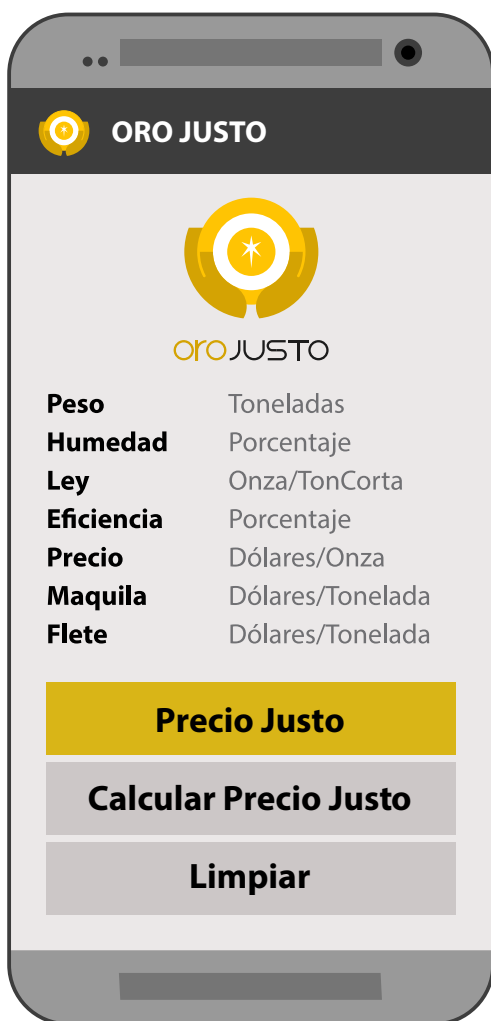 ORO JUSTO
oroJUSTO
Peso Toneladas
Humedad Porcentaje
Ley Onza/TonCorta
Eficiencia Porcentaje
Precio Dólares/Onza
Maquila Dólares/Tonelada
Flete Dólares/Tonelada
Precio Justo
Calcular Precio Justo
Limpiar